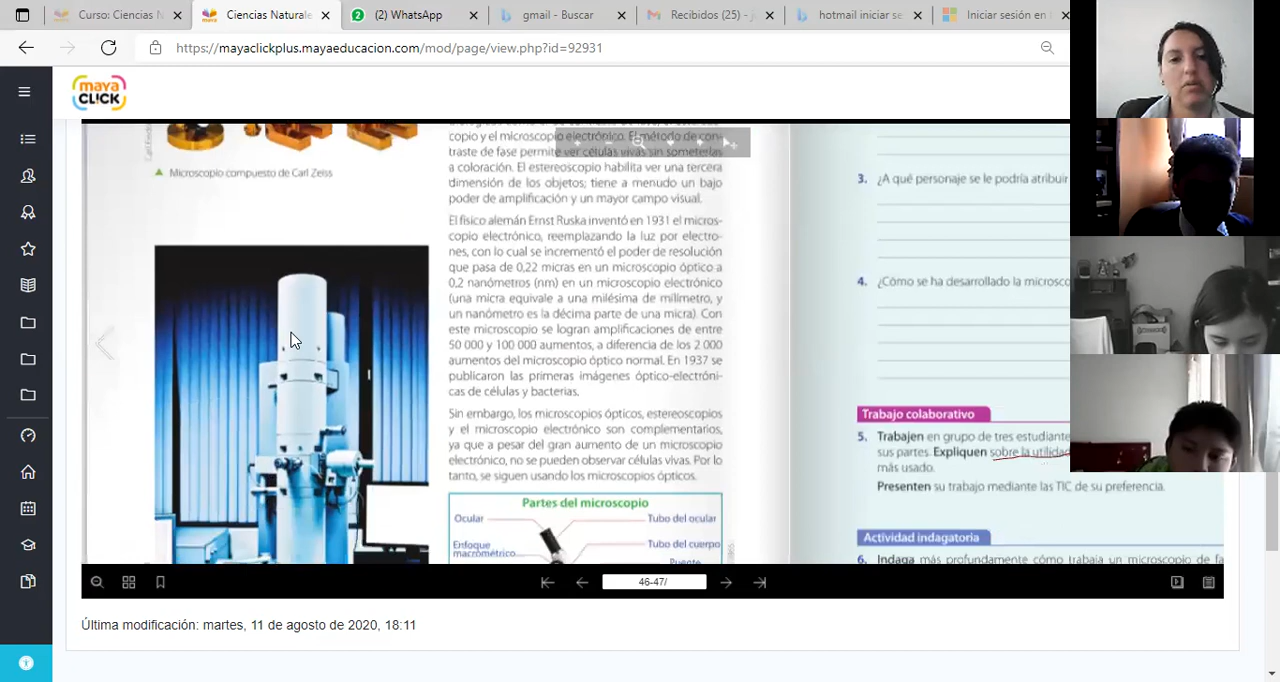 Curso: Ciencias N
Ciencias Naturale
(2) WhatsApp
gmail - Buscar
Recibidos (25) - j
hotmail iniciar se
Iniciar sesión en
https://mayaclickplus.mayaeducacion.com/mod/page/view.php?id=92931
maya
CLICK
copio y el microscopio electrónico. El método de con-
traste de fase permite ver células vivas sin someterlas
a coloración. El estereoscopio habilita ver una tercera
dimensión de los objetos; tiene a menudo un bajo
poder de amplificación y un mayor campo visual.
Microscopio compuesto de Carl Zeiss
El físico alemán Ernst Ruska inventó en 1931 el micros-
copio electrónico, reemplazando la luz por electro-
nes, con lo cual se incrementó el poder de resolución
que pasa de 0,22 micras en un microscopio óptico a
0,2 nanómetros (nm) en un microscopio electrónico
(una micra equivale a una milésima de milímetro, y
un nanómetro es la décima parte de una micra). Con
este microscopio se logran amplificaciones de entre
50 000 y 100 000 aumentos, a diferencia de los 2 000
aumentos del microscopio óptico normal. En 1937 se
publicaron las primeras imágenes óptico-electróni-
cas de células y bacterias.
Sin embargo, los microscopios ópticos, estereoscopios
y el microscopio electrónico son complementarios,
ya que a pesar del gran aumento de un microscopio
electrónico, no se pueden observar células vivas. Por lo
tanto, se siguen usando los microscopios ópticos.
Partes del microscopio
Ocular
Tubo del ocular
Enfoque
macrométrico
Tubo del cuerpo
Puente
3. ¿A qué personaje se le podría atribuir
4. ¿Cómo se ha desarrollado la microsco
Trabajo colaborativo
5. Trabajen en grupo de tres estudiante
sus partes. Expliquen sobre la utilidad
más usado.
Presenten su trabajo mediante las TIC de su preferencia.
Actividad indagatoria
6. Indaga más profundamente cómo trabaja un microscopio de fa
46-47/
Última modificación: martes, 11 de agosto de 2020, 18:11